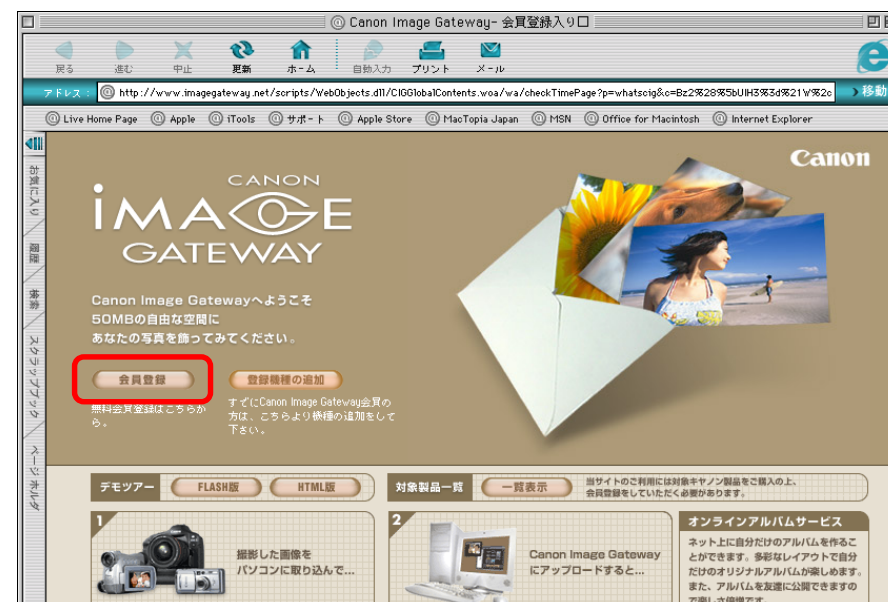 Canon Image Gateway- 会員登録入り口
戻る 進む 中止 更新 ホーム 自動入力 プリント メール
アドレス: http://www.imagegateway.net/scripts/WebObjects.dll/CIGGlobalContents.woa/wa/checkTimePage?p=whatscig&c=Bz2%28%5bUIH3%3d%21W%2c 移動
Live Home Page Apple iTools サポート Apple Store MacTopia Japan MSN Office for Macintosh Internet Explorer
お気に入り
履歴
検索
スクラップブック
ページ ホルダ
Canon
CANON
iMAGE
GATEWAY
Canon Image Gatewayへようこそ
50MBの自由な空間に
あなたの写真を飾ってみてください。
会員登録 登録機種の追加
無料会員登録はこちらから。
すでにCanon Image Gateway会員の
方は、こちらより機種の追加をして
下さい。
デモツアー FLASH版 HTML版 対象製品一覧 一覧表示
当サイトのご利用には対象キヤノン製品をご購入の上、
会員登録をしていただく必要があります。
1
撮影した画像を
パソコンに取り込んで...
2
Canon Image Gateway
にアップロードすると...
オンラインアルバムサービス
ネット上に自分だけのアルバムを作るこ
とができます。多彩なレイアウトで自分
だけのオリジナルアルバムが楽しめます。
また、アルバムを友達に公開できますの
で楽しさ倍増です。